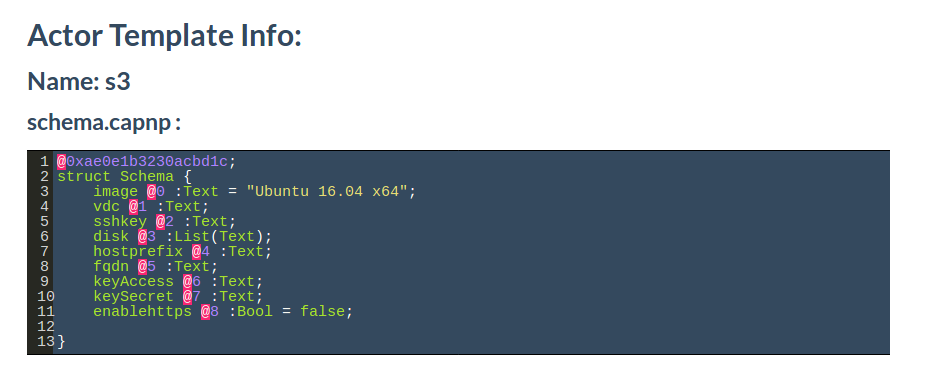 Actor Template Info:
Name: s3
schema.capnp :
1 @0xae0e1b3230acbd1c;
2 struct Schema {
3     image @0 :Text = "Ubuntu 16.04 x64";
4     vdc @1 :Text;
5     sshkey @2 :Text;
6     disk @3 :List(Text);
7     hostprefix @4 :Text;
8     fqdn @5 :Text;
9     keyAccess @6 :Text;
10     keySecret @7 :Text;
11     enablehttps @8 :Bool = false;
12
13 }